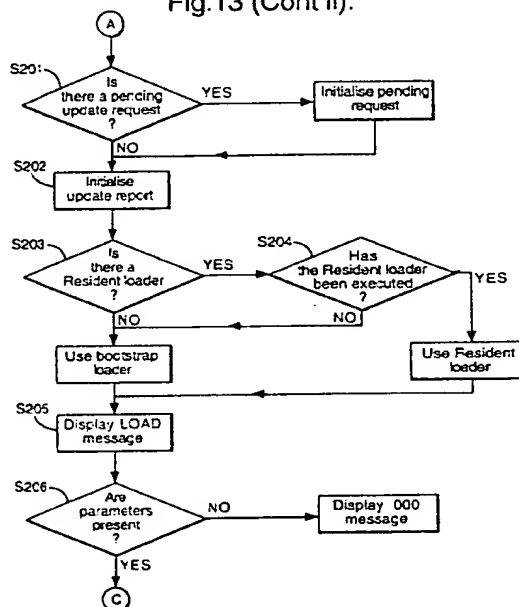 Fig.13 (Cont'd).
A
S201
Is
there a pending
update request
?
YES
Initialise pending
request
NO
S202
Initialise
update report
S203
Is
there a
Resident loader
?
YES
S204
Has
the Resident loader
been executed
?
YES
NO
NO
Use bootstrap
loader
Use Resident
loader
S205
Display LOAD
message
S206
Are
parameters
present
?
NO
Display 000
message
YES
C